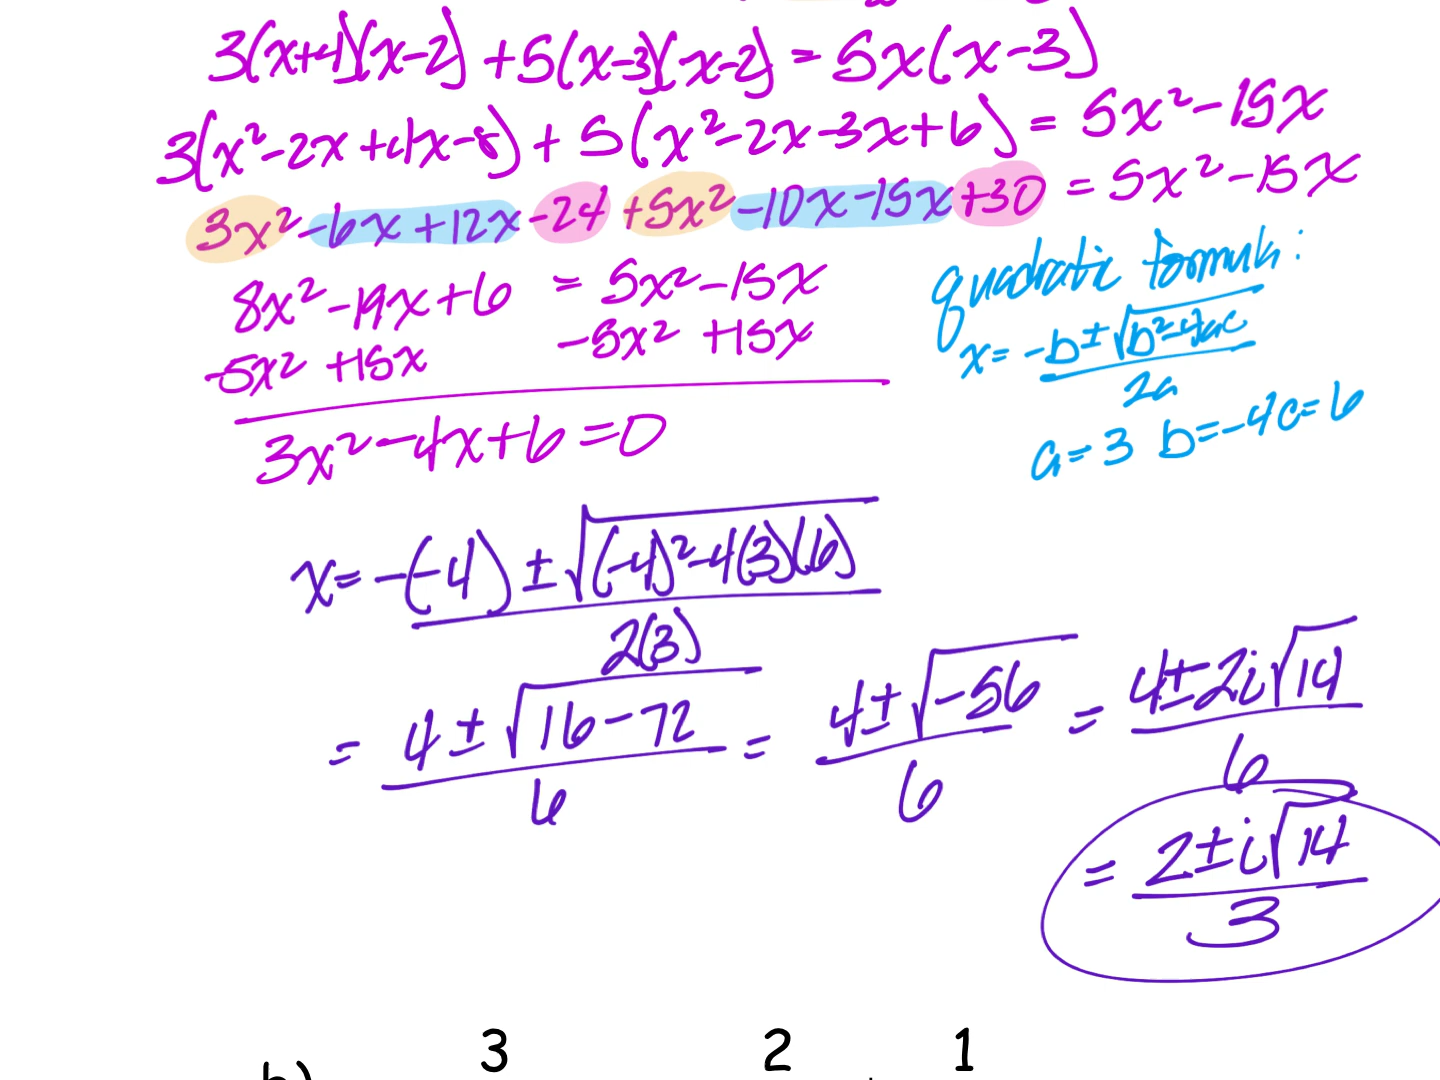 3(x+4)(x-2) + 5(x-3)(x-2) = 5x(x-3)
3(x²-2x+4x-8) + 5(x²-2x-3x+6) = 5x²-15x
3x²-6x+12x-24 +5x²-10x-15x+30 = 5x²-15x
8x²-19x+6 = 5x²-15x
-5x² +15x -5x² +15x
3x²-4x+6=0
quadratic formula:
x = -b±√b²-4ac
2a
a=3 b=-4 c=6
x = -(-4) ± √(-4)²-4(3)(6)
2(3)
= 4 ± √16-72 / 6 = 4±√-56 / 6 = 4±2i√14 / 6
= 2±i√14 / 3
3 2 1
b)